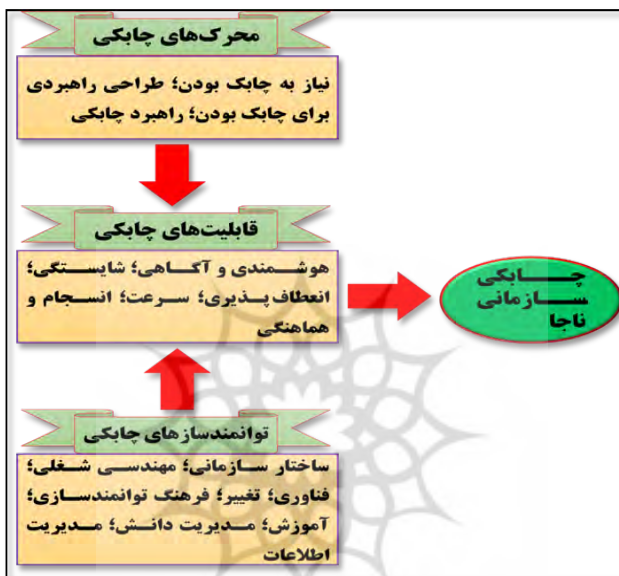 محرک‌های چابکی
نیاز به چابک بودن؛ طراحی راهبردی
برای چابک بودن؛ راهبرد چابکی
قابلیت‌های چابکی
هوشمندی و آگاهی؛ شایستگی؛
انعطاف‌پذیری؛ سرعت؛ انسجام و
هماهنگی
چابکی
سازمانی
ناجا
توانمندسازهای چابکی
ساختار سازمانی؛ مهندسی شغلی؛
فناوری؛ تغییر؛ فرهنگ توانمندسازی؛
آموزش؛ مدیریت دانش؛ مدیریت
اطلاعات